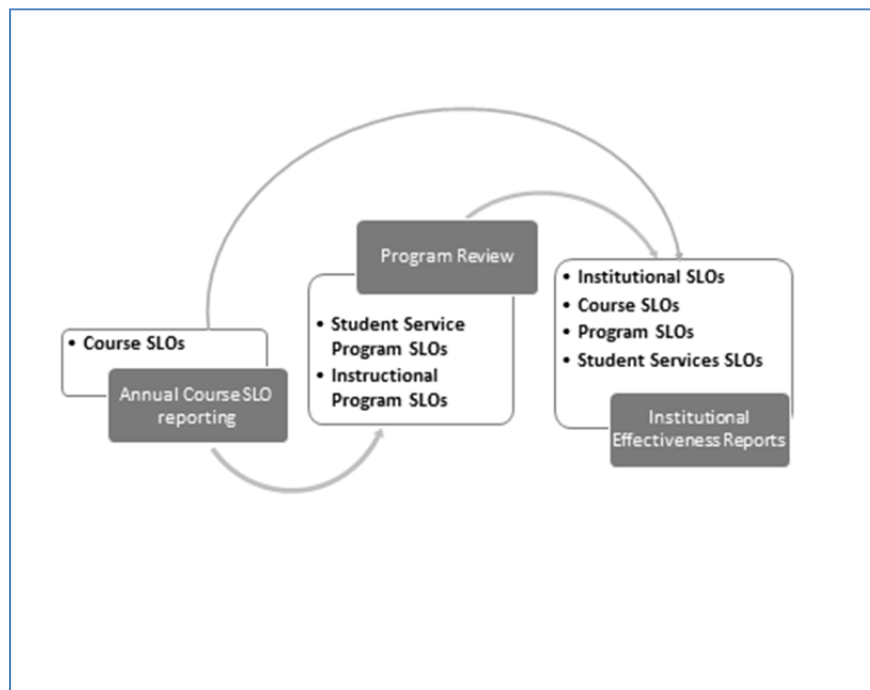 • Course SLOs
Annual Course SLO
reporting
Program Review
• Student Service
Program SLOs
• Instructional
Program SLOs
• Institutional SLOs
• Course SLOs
• Program SLOs
• Student Services SLOs
Institutional
Effectiveness Reports